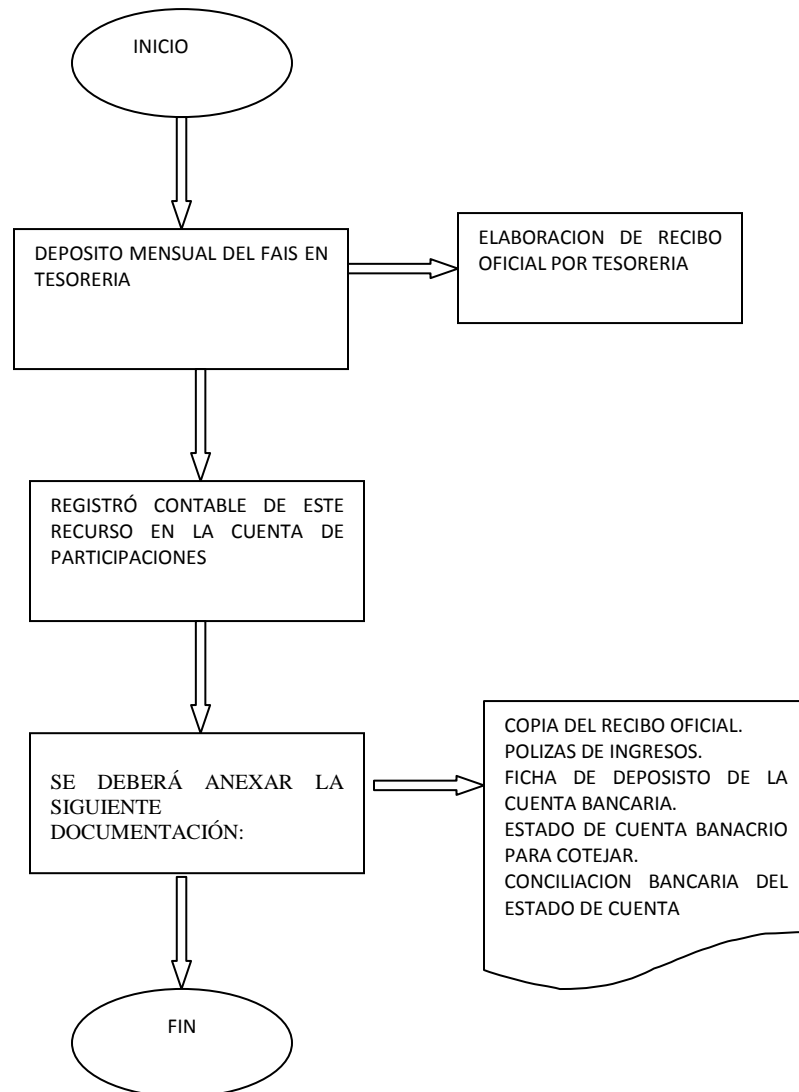 INICIO
DEPOSITO MENSUAL DEL FAIS EN
TESORERIA
ELABORACION DE RECIBO
OFICIAL POR TESORERIA
REGISTRÓ CONTABLE DE ESTE
RECURSO EN LA CUENTA DE
PARTICIPACIONES
SE DEBERÁ ANEXAR LA
SIGUIENTE
DOCUMENTACIÓN:
COPIA DEL RECIBO OFICIAL.
POLIZAS DE INGRESOS.
FICHA DE DEPOSISTO DE LA
CUENTA BANCARIA.
ESTADO DE CUENTA BANACRIO
PARA COTEJAR.
CONCILIACION BANCARIA DEL
ESTADO DE CUENTA
FIN